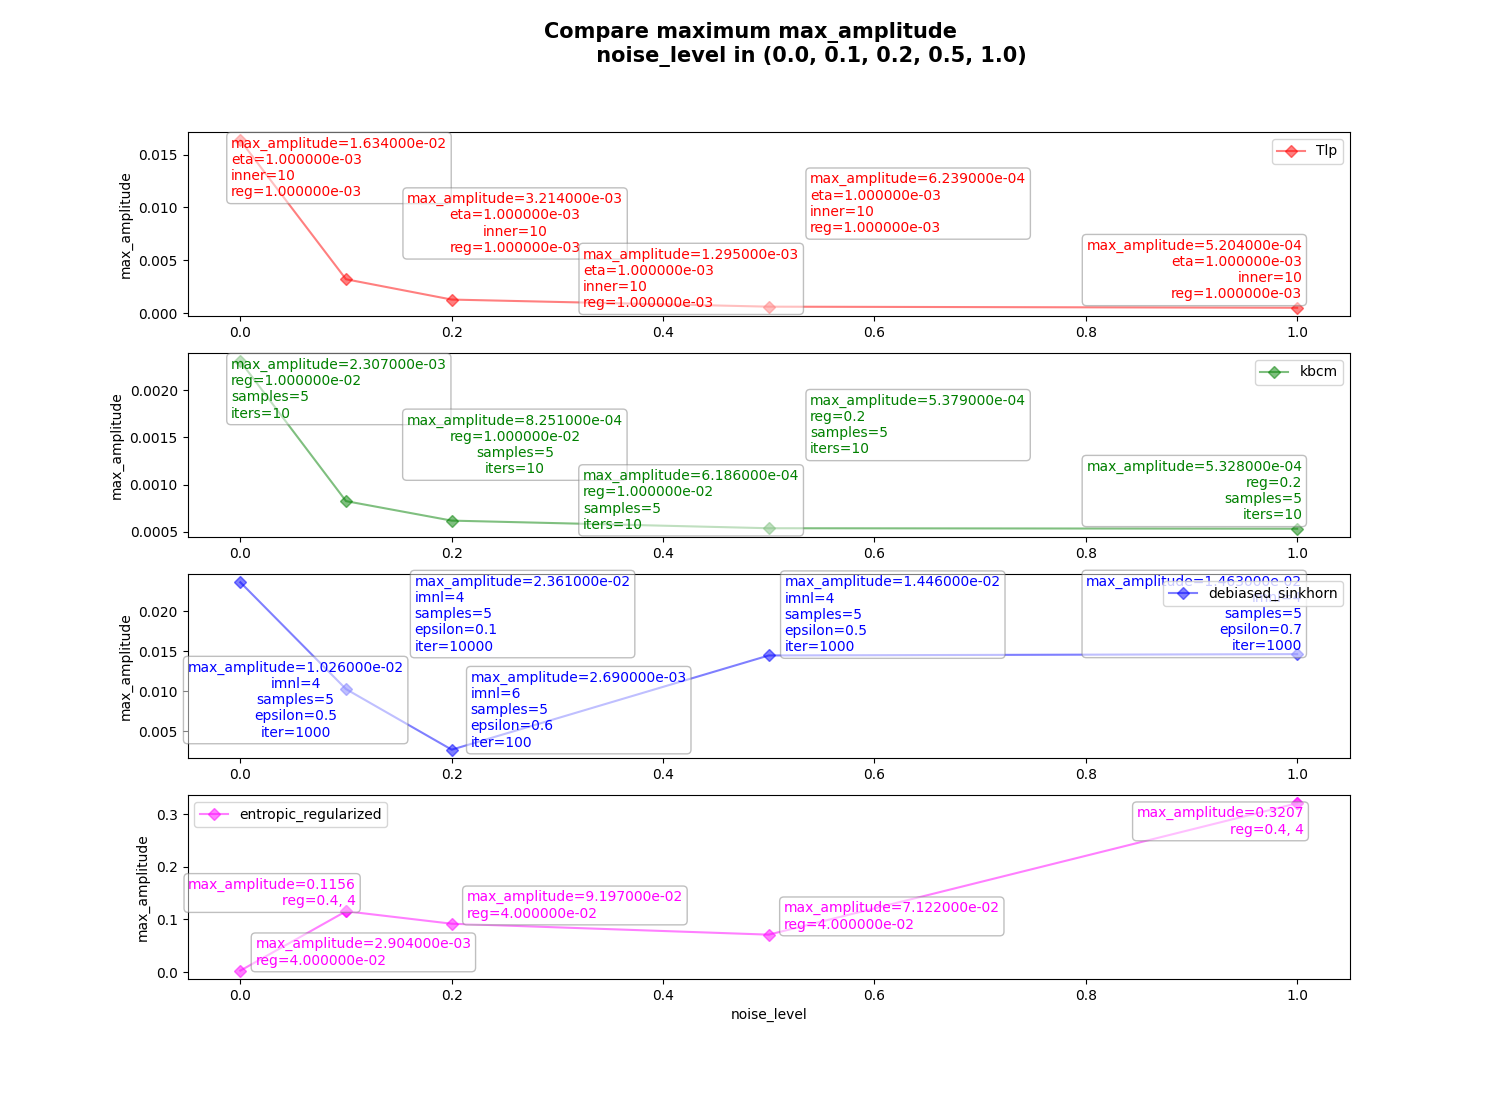 Compare maximum max_amplitude
noise_level in (0.0, 0.1, 0.2, 0.5, 1.0)
max_amplitude
0.015
0.010
0.005
0.000
max_amplitude=1.634000e-02
eta=1.000000e-03
inner=10
reg=1.000000e-03
max_amplitude=3.214000e-03
eta=1.000000e-03
inner=10
reg=1.000000e-03
max_amplitude=1.295000e-03
eta=1.000000e-03
inner=10
reg=1.000000e-03
max_amplitude=6.239000e-04
eta=1.000000e-03
inner=10
reg=1.000000e-03
max_amplitude=5.204000e-04
eta=1.000000e-03
inner=10
reg=1.000000e-03
Tlp
0.0 0.2 0.4 0.6 0.8 1.0
max_amplitude
0.0020
0.0015
0.0010
0.0005
max_amplitude=2.307000e-03
reg=1.000000e-02
samples=5
iters=10
max_amplitude=8.251000e-04
reg=1.000000e-02
samples=5
iters=10
max_amplitude=6.186000e-04
reg=1.000000e-02
samples=5
iters=10
max_amplitude=5.379000e-04
reg=0.2
samples=5
iters=10
max_amplitude=5.328000e-04
reg=0.2
samples=5
iters=10
kbcm
0.0 0.2 0.4 0.6 0.8 1.0
max_amplitude
0.020
0.015
0.010
0.005
max_amplitude=2.361000e-02
imnl=4
samples=5
epsilon=0.1
iter=10000
max_amplitude=1.026000e-02
imnl=4
samples=5
epsilon=0.5
iter=1000
max_amplitude=2.690000e-03
imnl=6
samples=5
epsilon=0.6
iter=100
max_amplitude=1.446000e-02
imnl=4
samples=5
epsilon=0.5
iter=1000
max_amplitude=1.463000e-02
samples=5
epsilon=0.7
iter=1000
debiased_sinkhorn
0.0 0.2 0.4 0.6 0.8 1.0
max_amplitude
0.3
0.2
0.1
0.0
entropic_regularized
max_amplitude=0.1156
reg=0.4, 4
max_amplitude=2.904000e-03
reg=4.000000e-02
max_amplitude=9.197000e-02
reg=4.000000e-02
max_amplitude=7.122000e-02
reg=4.000000e-02
max_amplitude=0.3207
reg=0.4, 4
0.0 0.2 0.4 0.6 0.8 1.0
noise_level